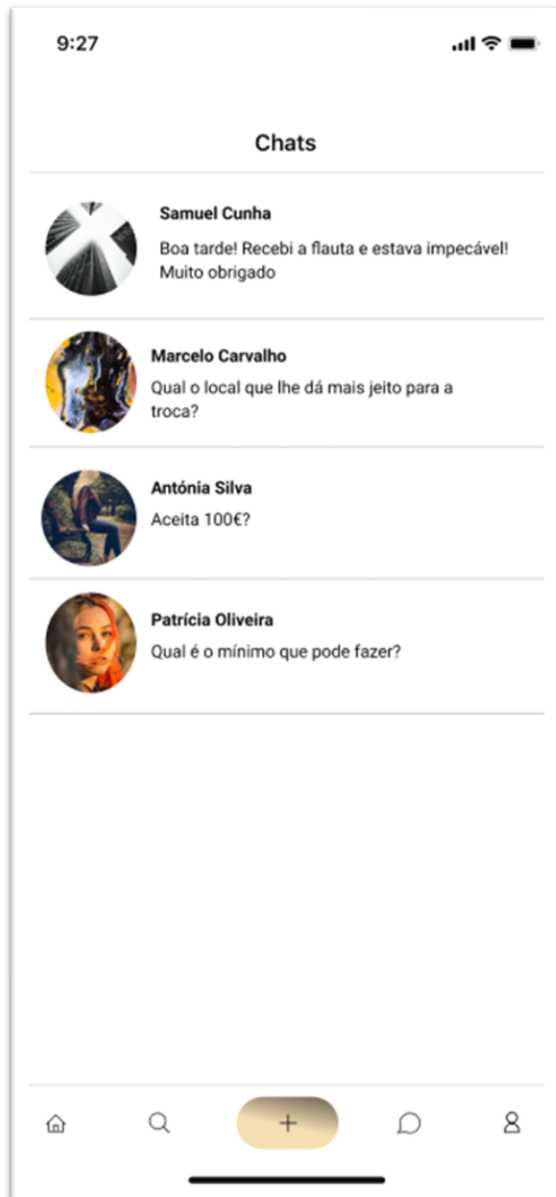 9:27
Chats
Samuel Cunha
Boa tarde! Recebi a flauta e estava impecável!
Muito obrigado
Marcelo Carvalho
Qual o local que lhe dá mais jeito para a
troca?
Antónia Silva
Aceita 100€?
Patrícia Oliveira
Qual é o mínimo que pode fazer?